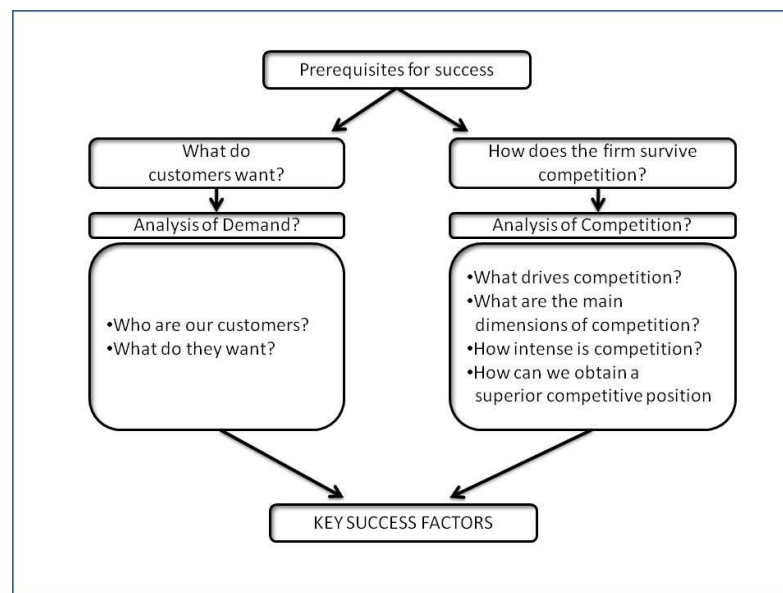 Prerequisites for success
What do
customers want?
Analysis of Demand?
•Who are our customers?
•What do they want?
How does the firm survive
competition?
Analysis of Competition?
•What drives competition?
•What are the main
dimensions of competition?
•How intense is competition?
•How can we obtain a
superior competitive position
KEY SUCCESS FACTORS